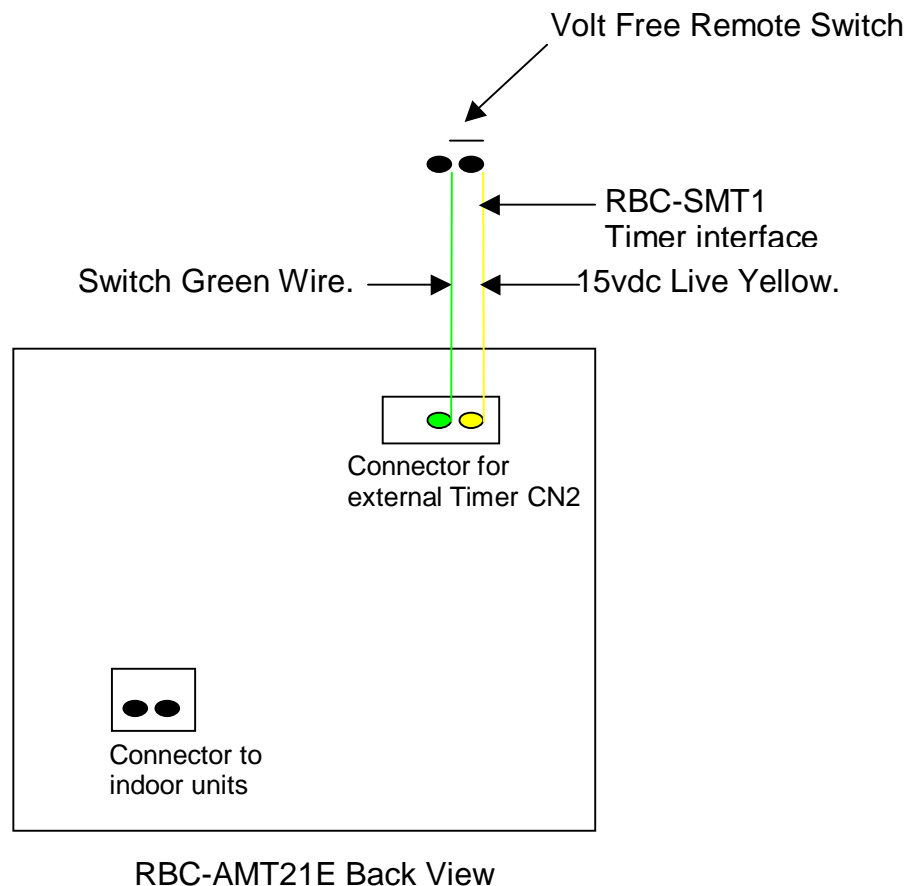 Volt Free Remote Switch
RBC-SMT1
Timer interface
Switch Green Wire.
15vdc Live Yellow.
Connector for
external Timer CN2
Connector to
indoor units
RBC-AMT21E Back View